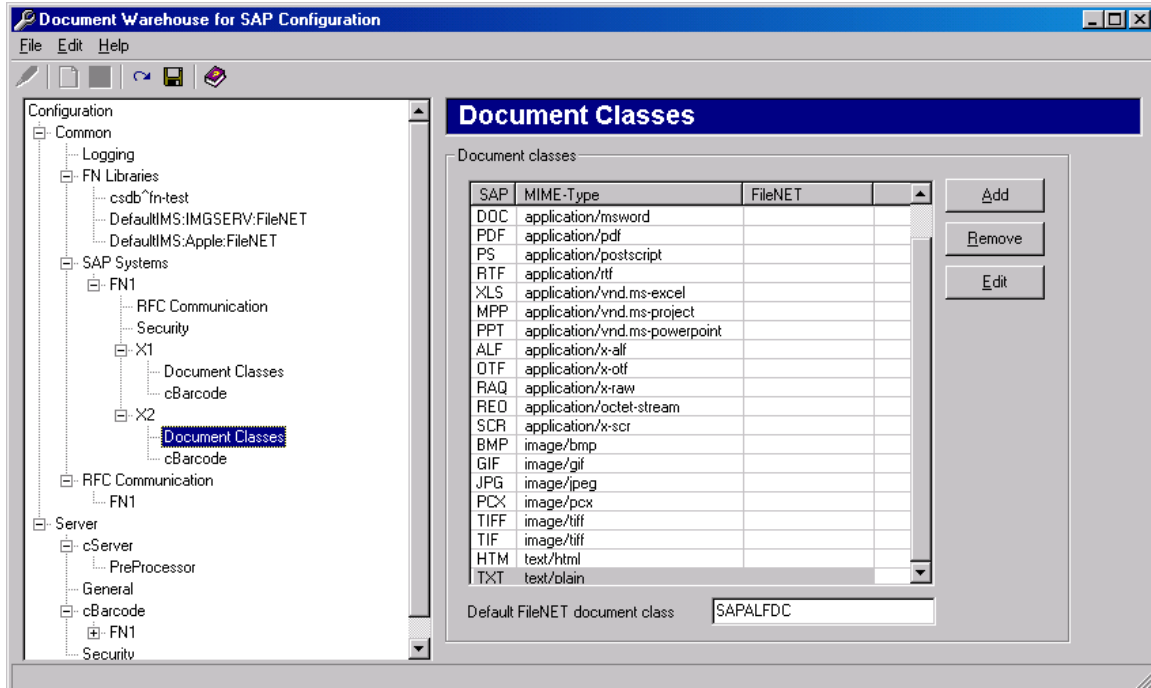 Document Warehouse for SAP Configuration
File Edit Help
Configuration
Common
Logging
FN Libraries
csdb^fn-test
DefaultIMS:IMGSERV:FileNET
DefaultIMS:Apple:FileNET
SAP Systems
FN1
RFC Communication
Security
X1
Document Classes
cBarcode
X2
Document Classes
cBarcode
RFC Communication
FN1
Server
cServer
PreProcessor
General
cBarcode
FN1
Security
Document Classes
Document classes
SAP MIME-Type FileNET
DOC application/msword
PDF application/pdf
PS application/postscript
RTF application/rtf
XLS application/vnd.ms-excel
MPP application/vnd.ms-project
PPT application/vnd.ms-powerpoint
ALF application/x-alf
OTF application/x-otf
RAQ application/x-raw
REO application/octet-stream
SCR application/x-scr
BMP image/bmp
GIF image/gif
JPG image/jpeg
PCX image/pcx
TIFF image/tiff
TIF image/tiff
HTM text/html
TXT text/plain
Add
Remove
Edit
Default FileNET document class SAPALFDC